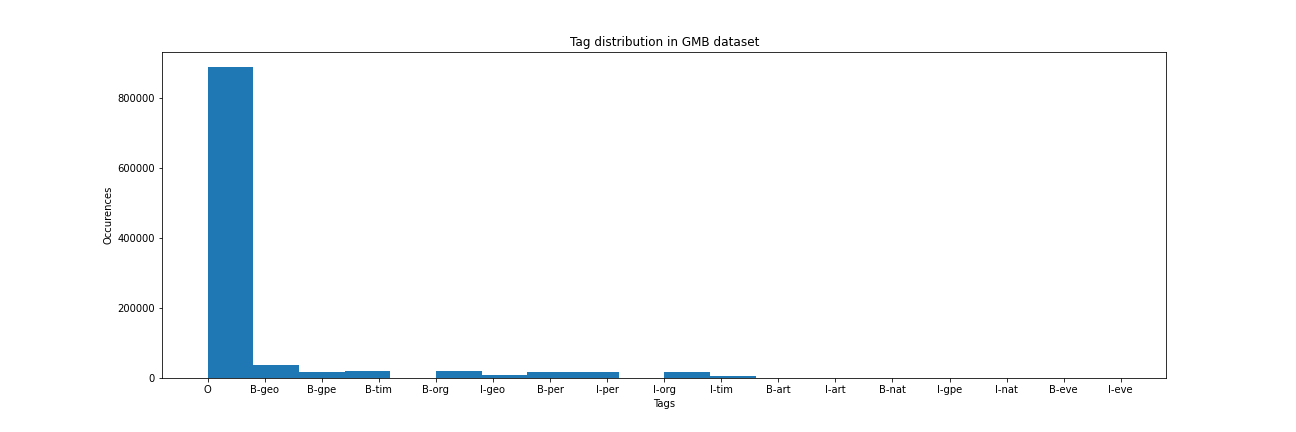 Tag distribution in GMB dataset
Occurences
800000
600000
400000
200000
0
O B-geo B-gpe B-tim B-org I-geo B-per I-per I-org I-tim B-art I-art B-nat I-gpe I-nat B-eve I-eve
Tags